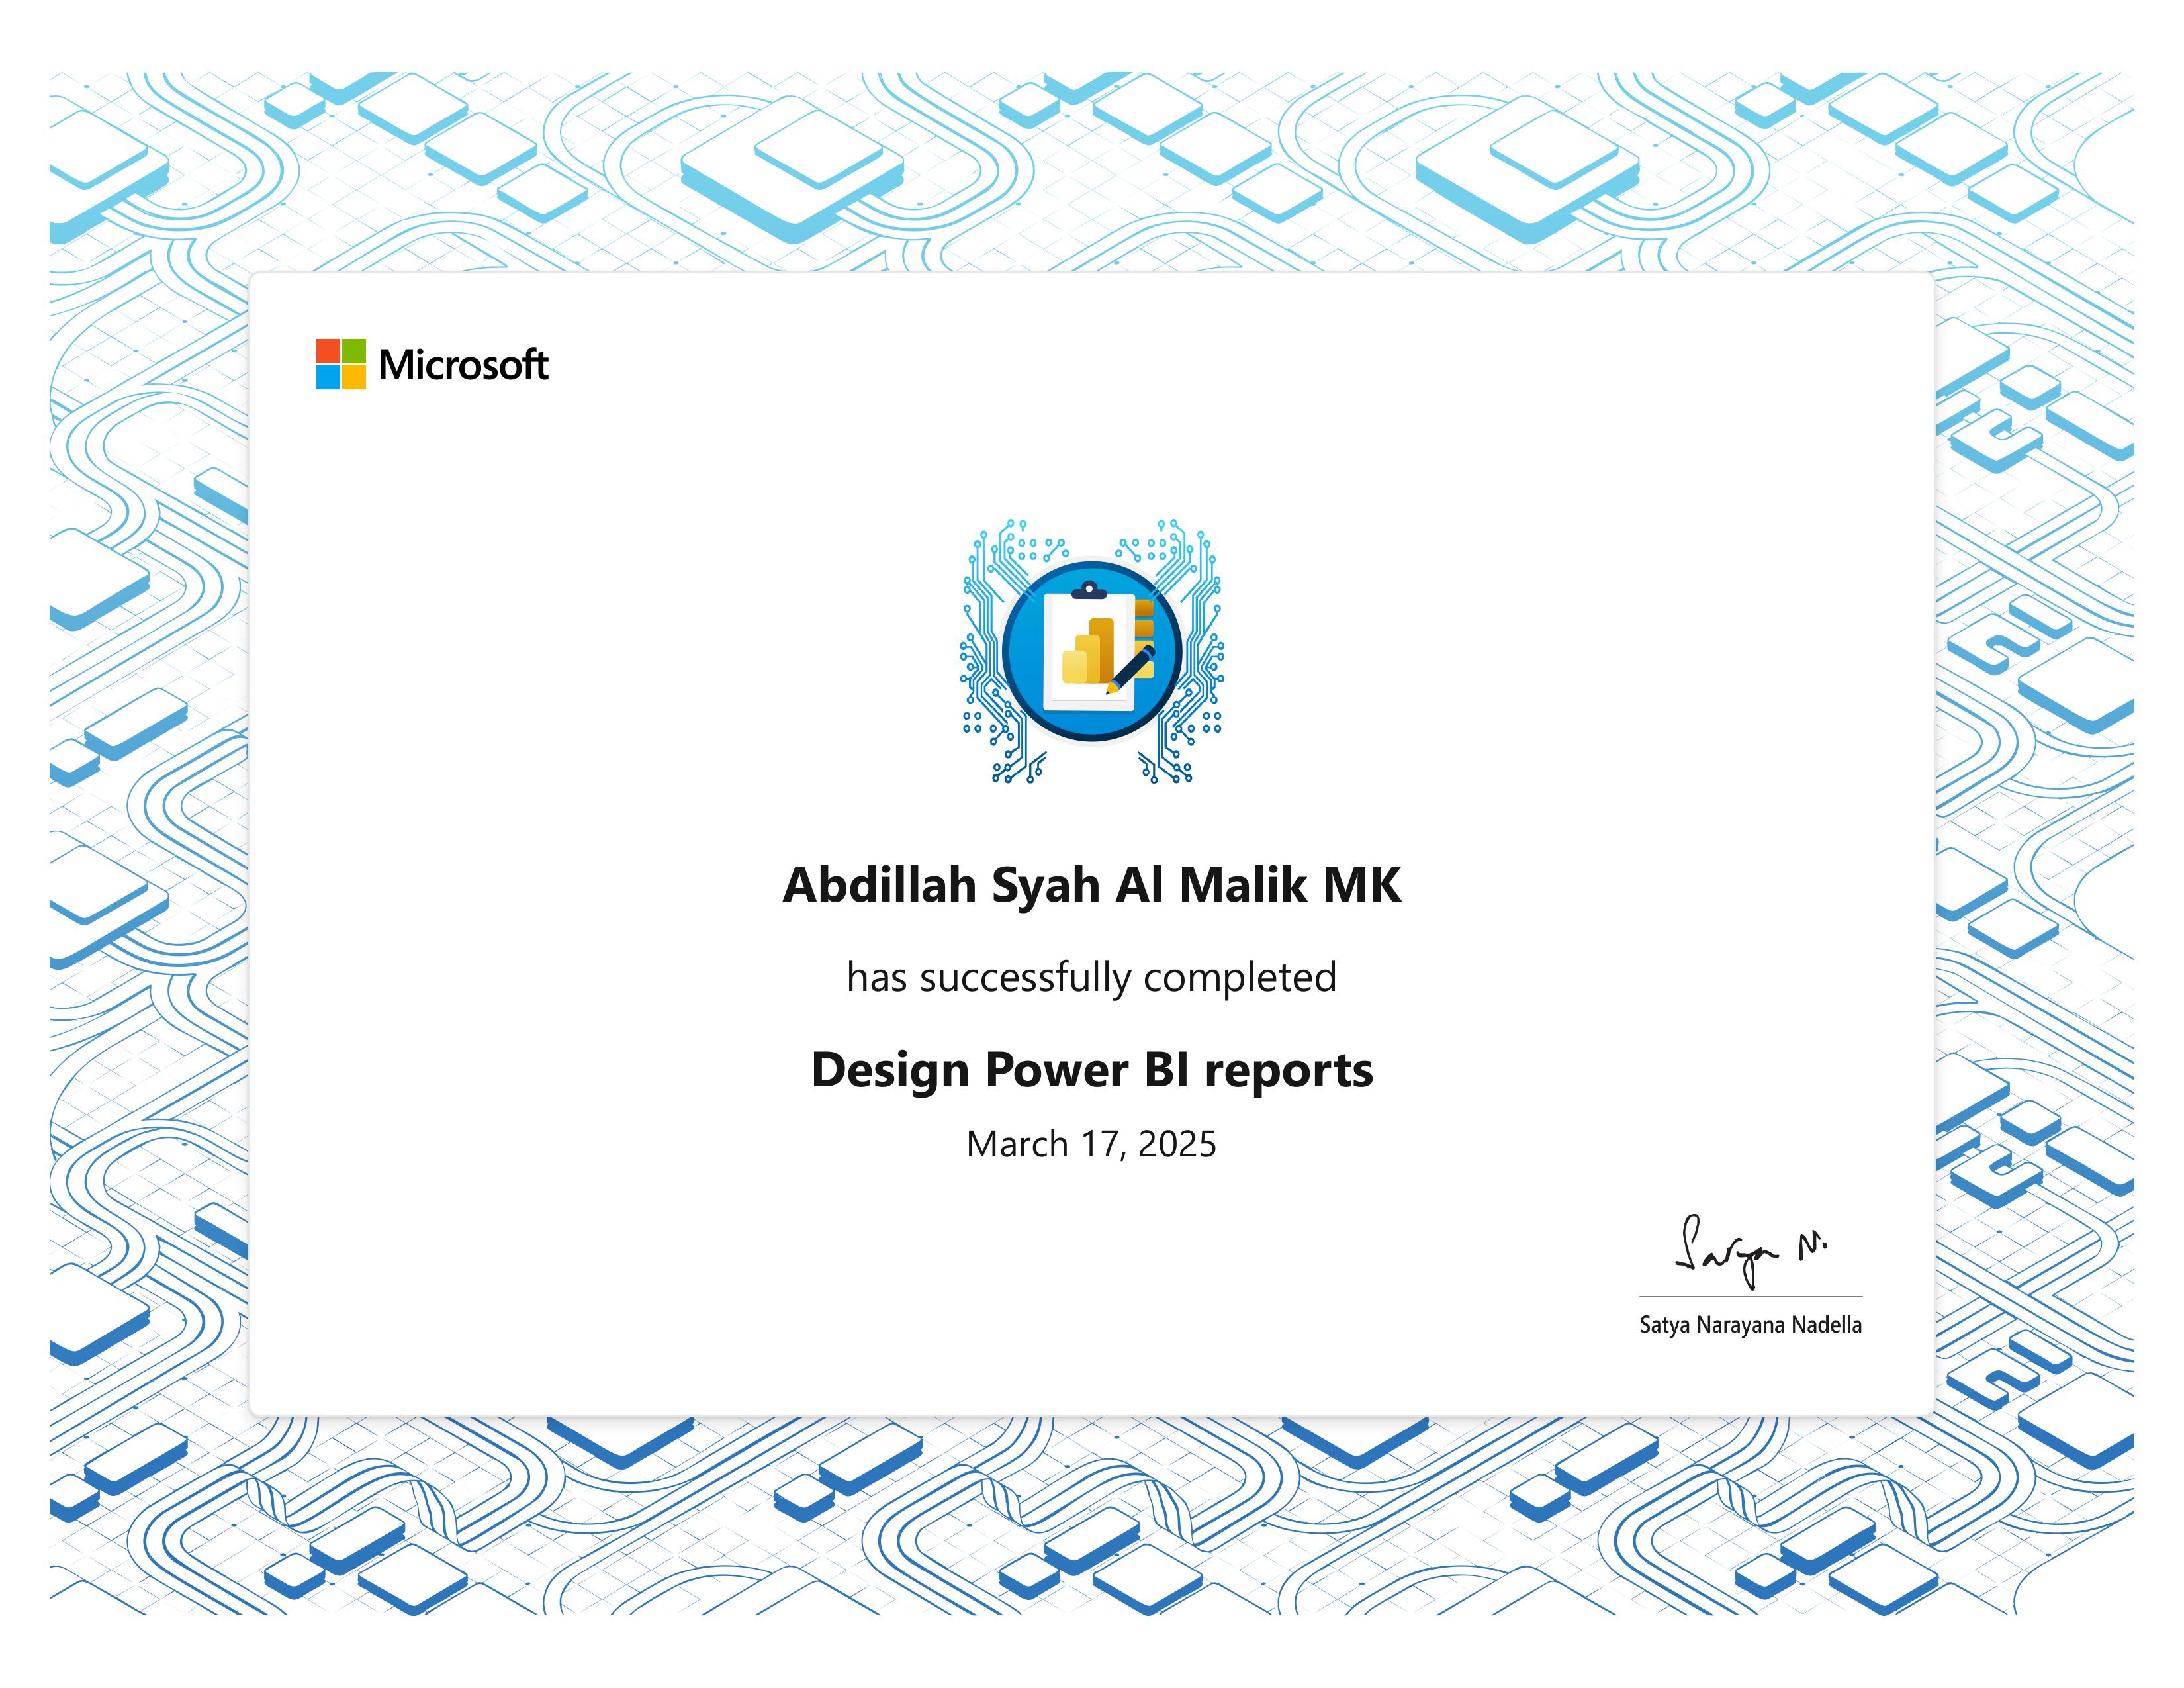 Microsoft
Abdillah Syah Al Malik MK
has successfully completed
Design Power BI reports
March 17, 2025
Satya N.
Satya Narayana Nadella